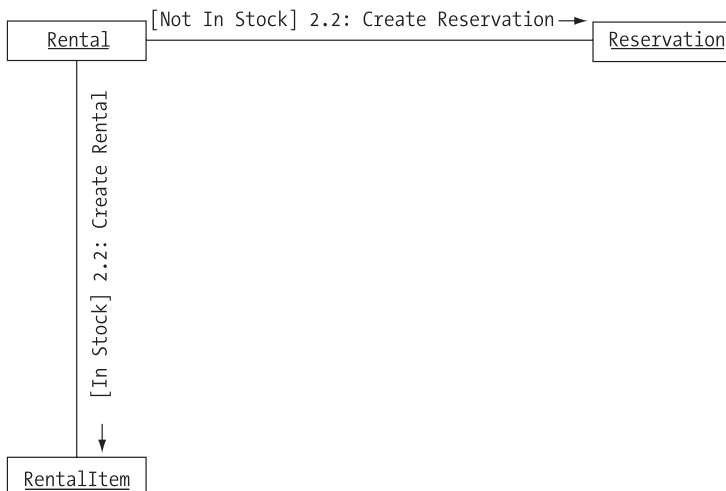 [Not In Stock] 2.2: Create Reservation
Rental
Reservation
[In Stock] 2.2: Create Rental
RentalItem